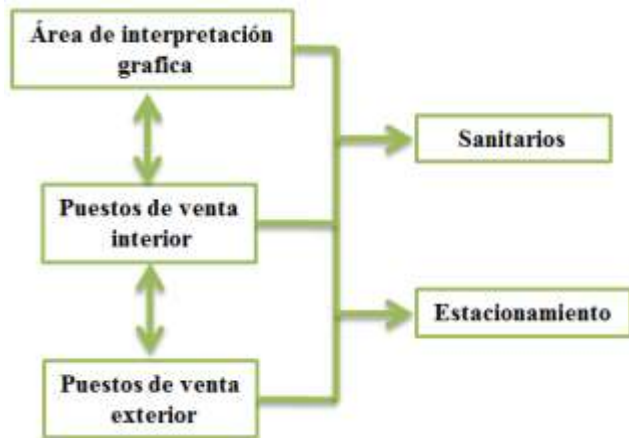 Área de interpretación
grafica
Sanitarios
Puestos de venta
interior
Estacionamiento
Puestos de venta
exterior